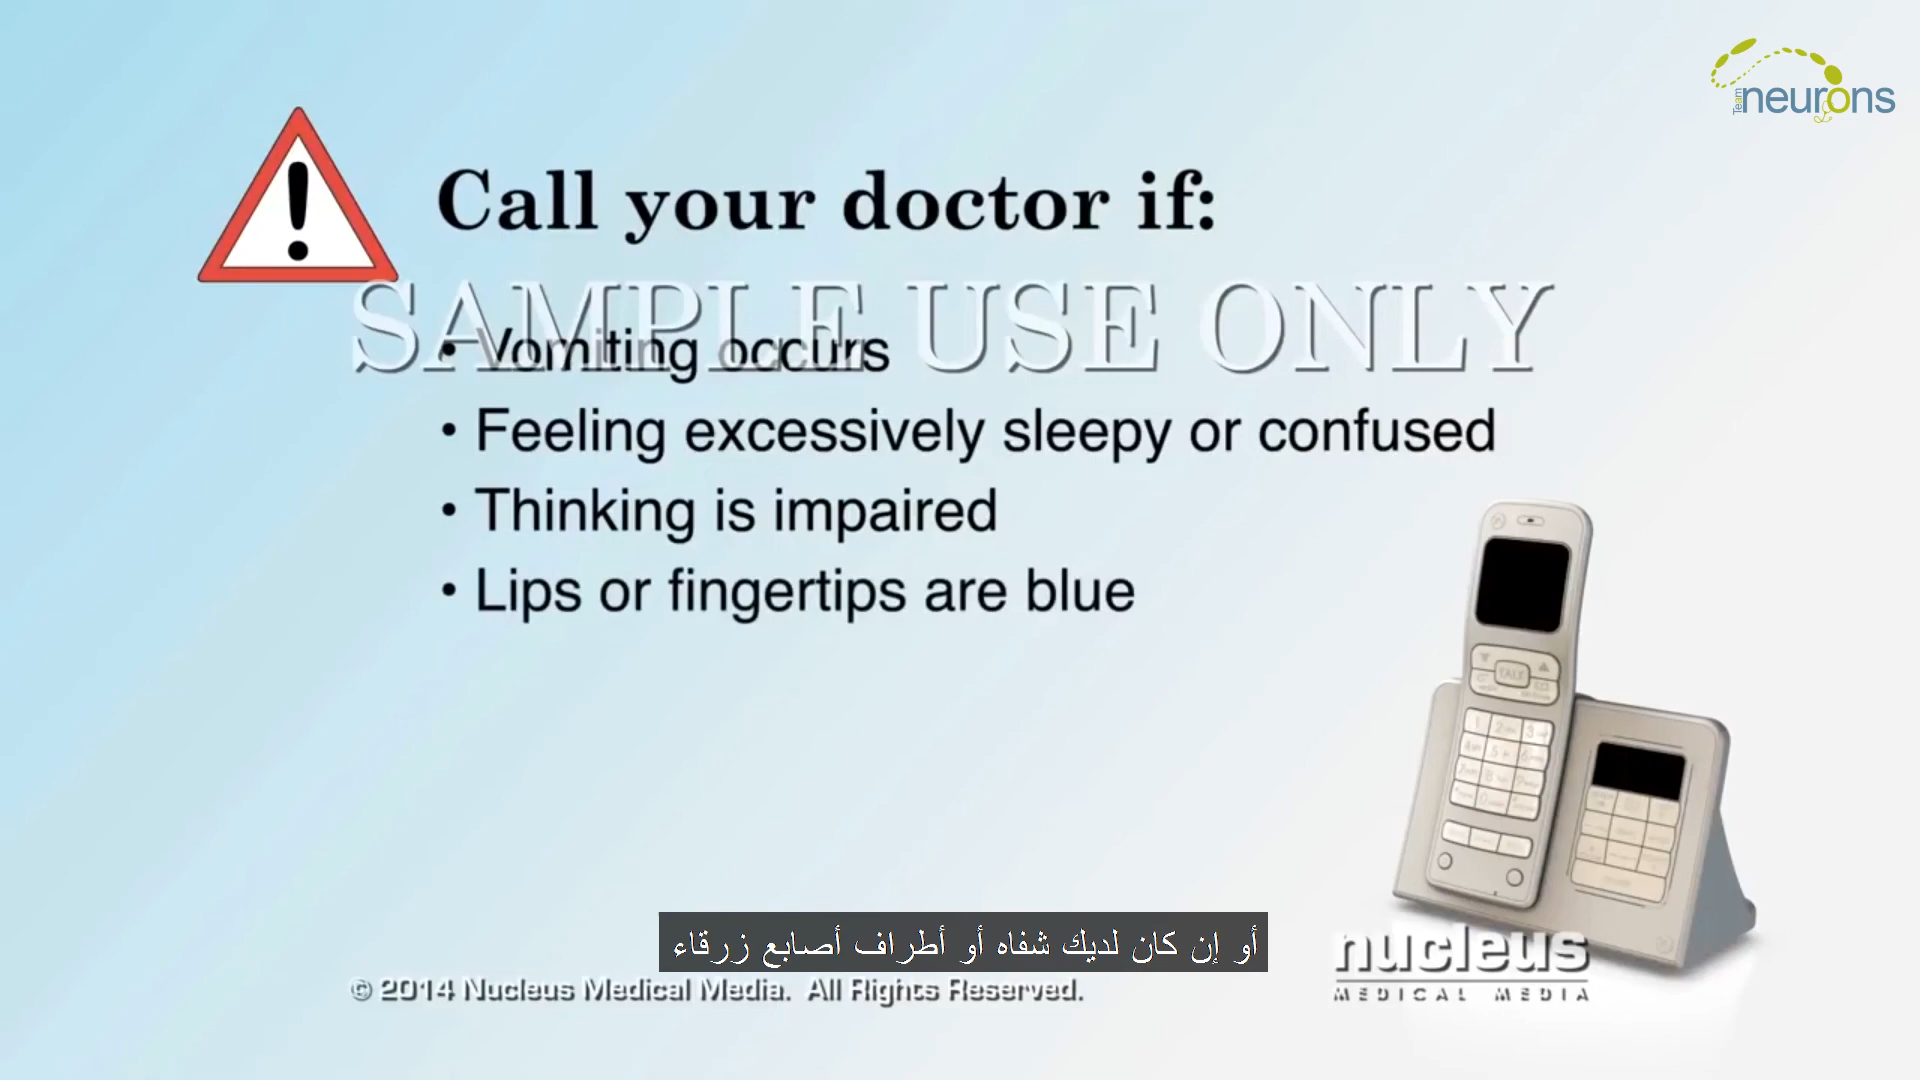 Team
neurons
Call your doctor if:
SAMPLE USE ONLY
• Vomiting occurs
• Feeling excessively sleepy or confused
• Thinking is impaired
• Lips or fingertips are blue
TALK
أو إن كان لديك شفاه أو أطراف أصابع زرقاء
nucleus
MEDICAL MEDIA
© 2014 Nucleus Medical Media. All Rights Reserved.